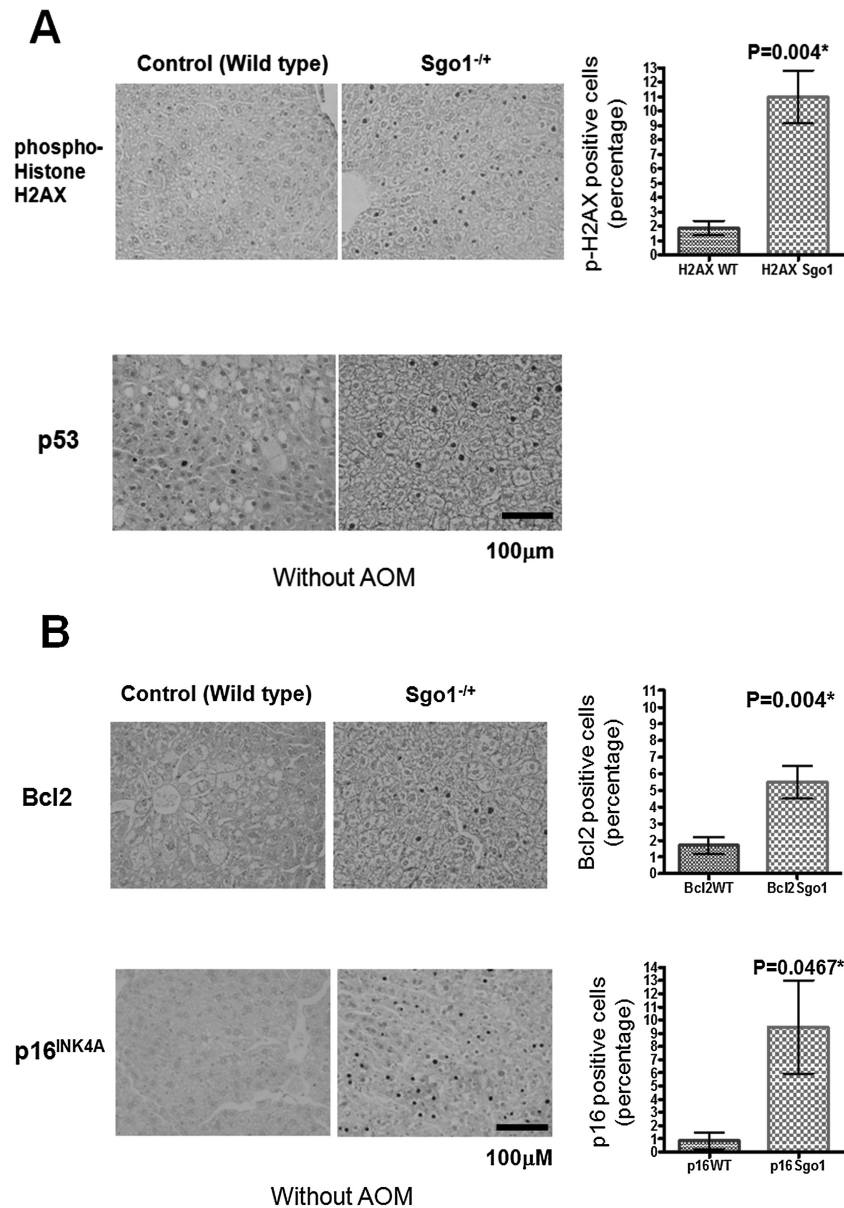 A
Control (Wild type)
Sgo1-/+
phospho-
Histone
H2AX
P=0.004*
p-H2AX positive cells
(percentage)
13
12
11
10
9
8
7
6
5
4
3
2
1
0
H2AX WT
H2AX Sgo1
p53
100μm
Without AOM
B
Control (Wild type)
Sgo1-/+
Bcl2
P=0.004*
Bcl2 positive cells
(percentage)
11
10
9
8
7
6
5
4
3
2
1
0
Bcl2WT
Bcl2Sgo1
p16INK4A
P=0.0467*
p16 positive cells
(percentage)
14
13
12
11
10
9
8
7
6
5
4
3
2
1
0
p16WT
p16Sgo1
100μM
Without AOM